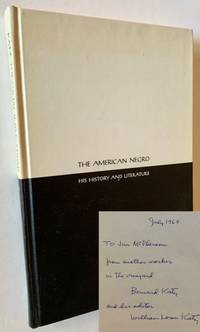 THE AMERICAN NEGRO
HIS HISTORY AND LITERATURE
July 1969
To Jim McPherson
from another worker
in the vineyard
Bernard Katz
and his editor
William Loren Katz